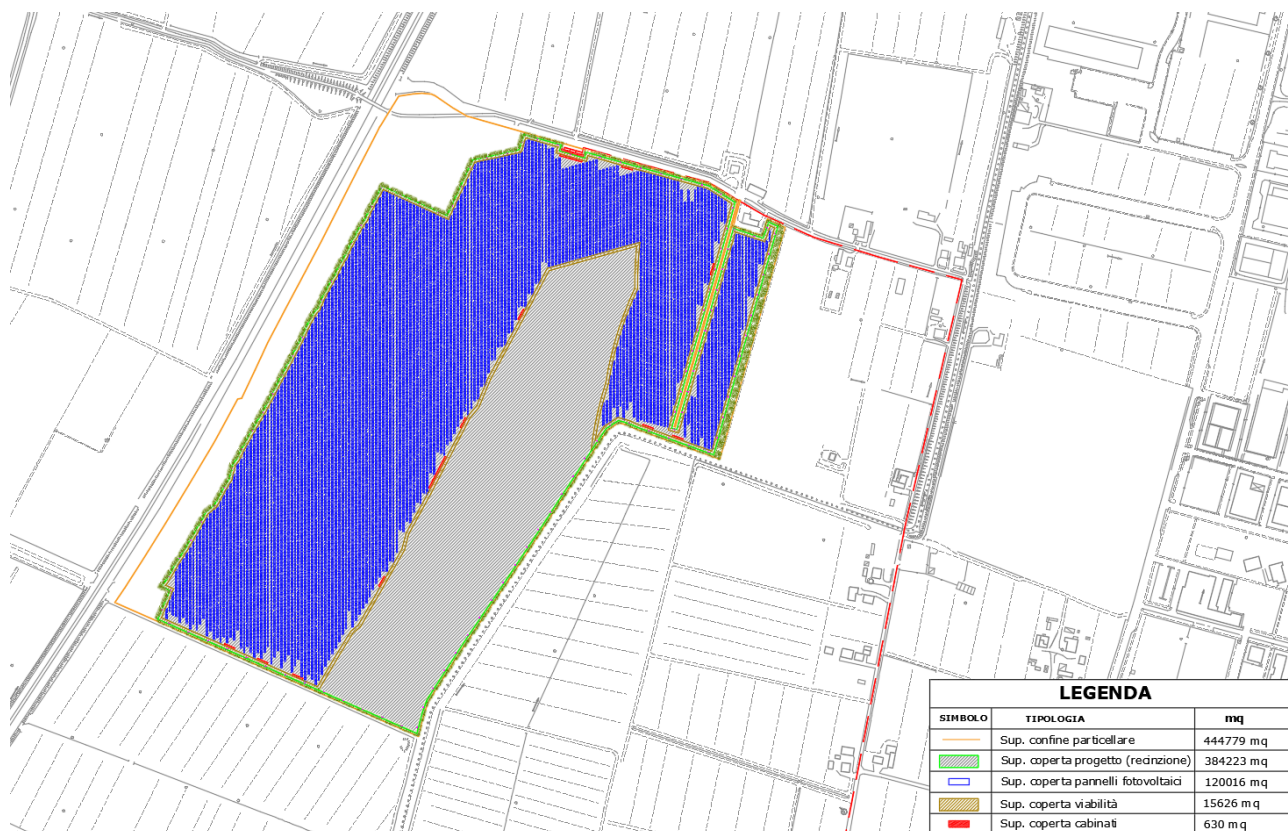 LEGENDA
SIMBOLO TIPOLOGIA mq
Sup. confine particellare 444779 mq
Sup. coperta progetto (recinzione) 384223 mq
Sup. coperta pannelli fotovoltaici 120016 mq
Sup. coperta viabilità 15626 mq
Sup. coperta cabinati 630 mq